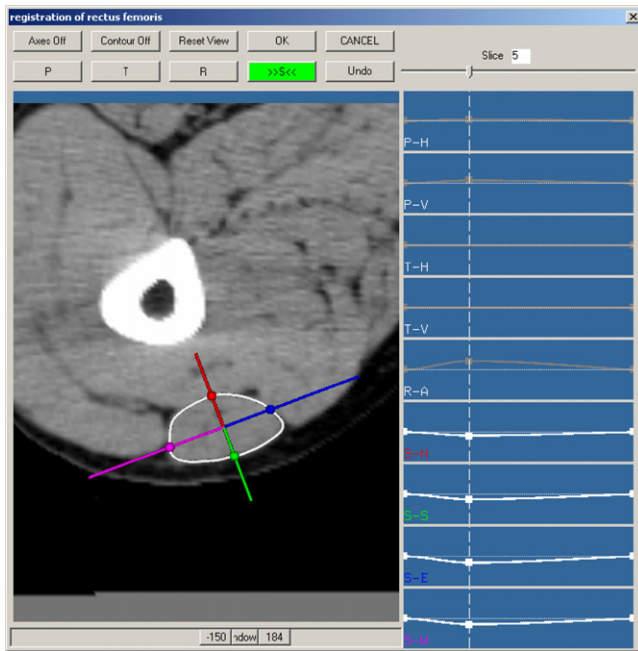 registration of rectus femoris
Axes Off Contour Off Reset View OK CANCEL
P T R >>S<< Undo
Slice 5
P-H
P-V
T-H
T-V
R-A
S-N
S-S
S-E
S-W
-150 ndow 184